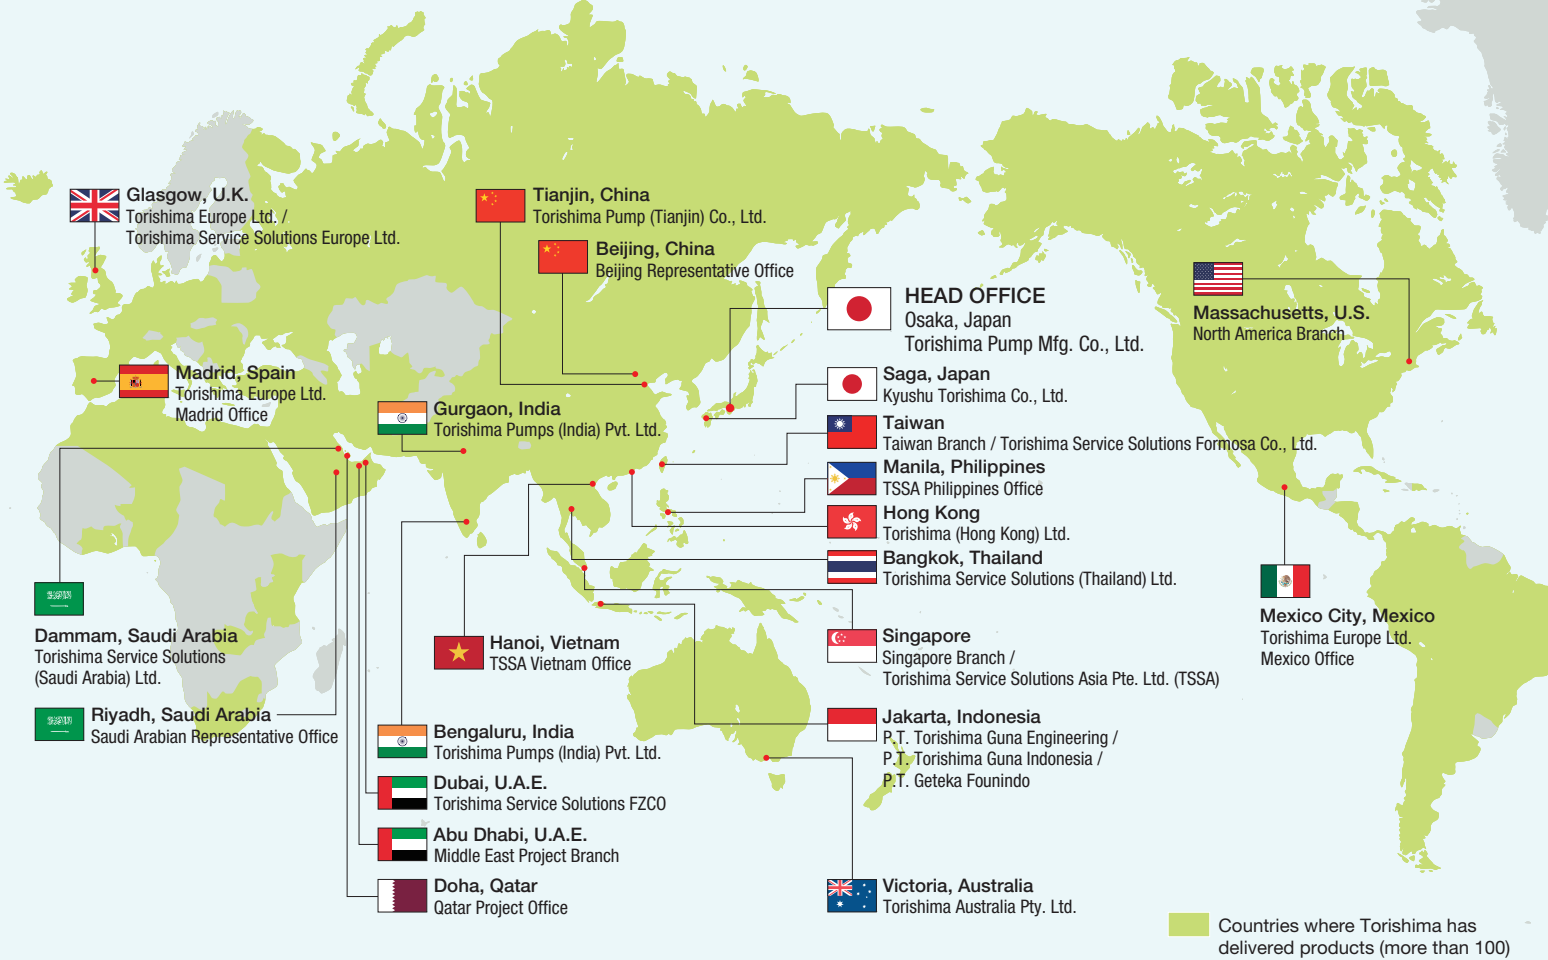 Glasgow, U.K.
Torishima Europe Ltd. /
Torishima Service Solutions Europe Ltd.
Tianjin, China
Torishima Pump (Tianjin) Co., Ltd.
Beijing, China
Beijing Representative Office
HEAD OFFICE
Osaka, Japan
Torishima Pump Mfg. Co., Ltd.
Massachusetts, U.S.
North America Branch
Madrid, Spain
Torishima Europe Ltd.
Madrid Office
Gurgaon, India
Torishima Pumps (India) Pvt. Ltd.
Saga, Japan
Kyushu Torishima Co., Ltd.
Taiwan
Taiwan Branch / Torishima Service Solutions Formosa Co., Ltd.
Manila, Philippines
TSSA Philippines Office
Hong Kong
Torishima (Hong Kong) Ltd.
Bangkok, Thailand
Torishima Service Solutions (Thailand) Ltd.
Dammam, Saudi Arabia
Torishima Service Solutions
(Saudi Arabia) Ltd.
Hanoi, Vietnam
TSSA Vietnam Office
Singapore
Singapore Branch /
Torishima Service Solutions Asia Pte. Ltd. (TSSA)
Mexico City, Mexico
Torishima Europe Ltd.
Mexico Office
Riyadh, Saudi Arabia
Saudi Arabian Representative Office
Bengaluru, India
Torishima Pumps (India) Pvt. Ltd.
Jakarta, Indonesia
P.T. Torishima Guna Engineering /
P.T. Torishima Guna Indonesia /
P.T. Geteka Founindo
Dubai, U.A.E.
Torishima Service Solutions FZCO
Abu Dhabi, U.A.E.
Middle East Project Branch
Doha, Qatar
Qatar Project Office
Victoria, Australia
Torishima Australia Pty. Ltd.
Countries where Torishima has
delivered products (more than 100)